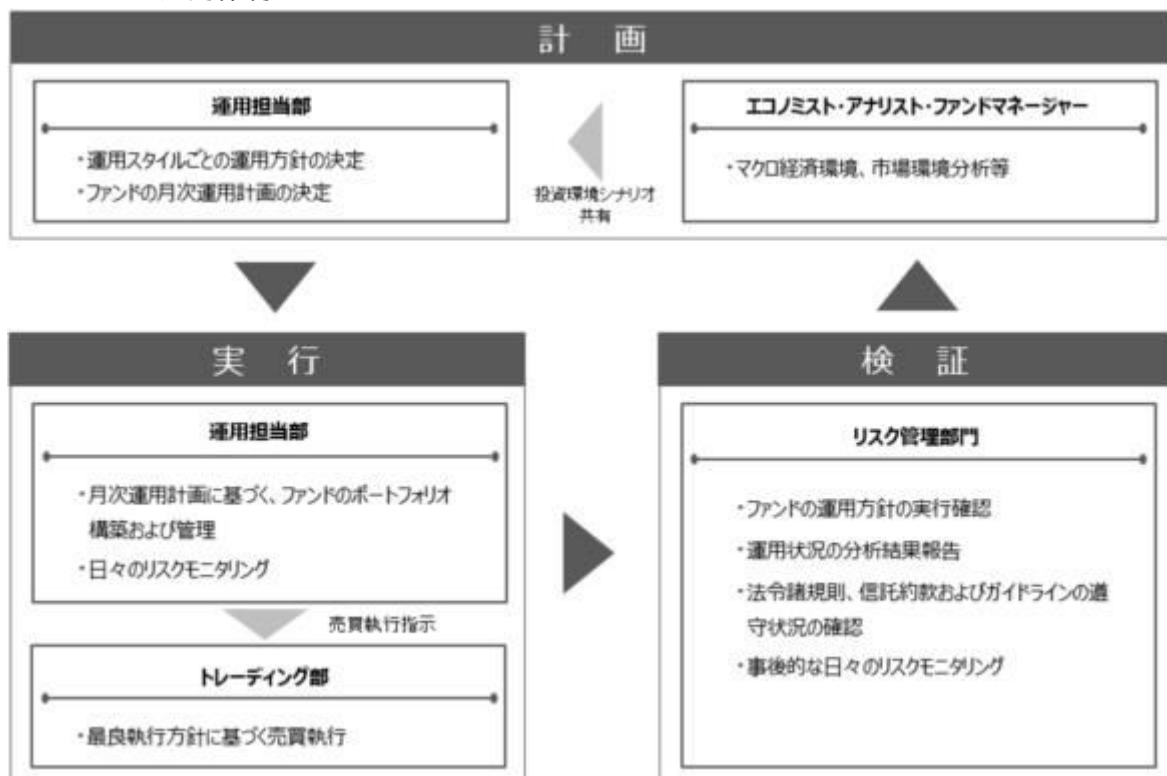 計 画
運用担当部
・運用スタイルごとの運用方針の決定
・ファンドの月次運用計画の決定
投資環境シナリオ
共有
エコノミスト・アナリスト・ファンドマネージャー
・マクロ経済環境、市場環境分析等
実 行
運用担当部
・月次運用計画に基づく、ファンドのポートフォリオ
構築および管理
・日々のリスクモニタリング
売買執行指示
トレーディング部
・最良執行方針に基づく売買執行
検 証
リスク管理部門
・ファンドの運用方針の実行確認
・運用状況の分析結果報告
・法令諸規則、信託約款およびガイドラインの遵
守状況の確認
・事後的な日々のリスクモニタリング